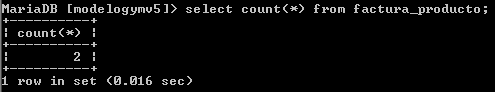 MariaDB [modelogymv5]> select count(*) from factura_producto;
+----------+
| count(*) |
+----------+
|        2 |
+----------+
1 row in set (0.016 sec)